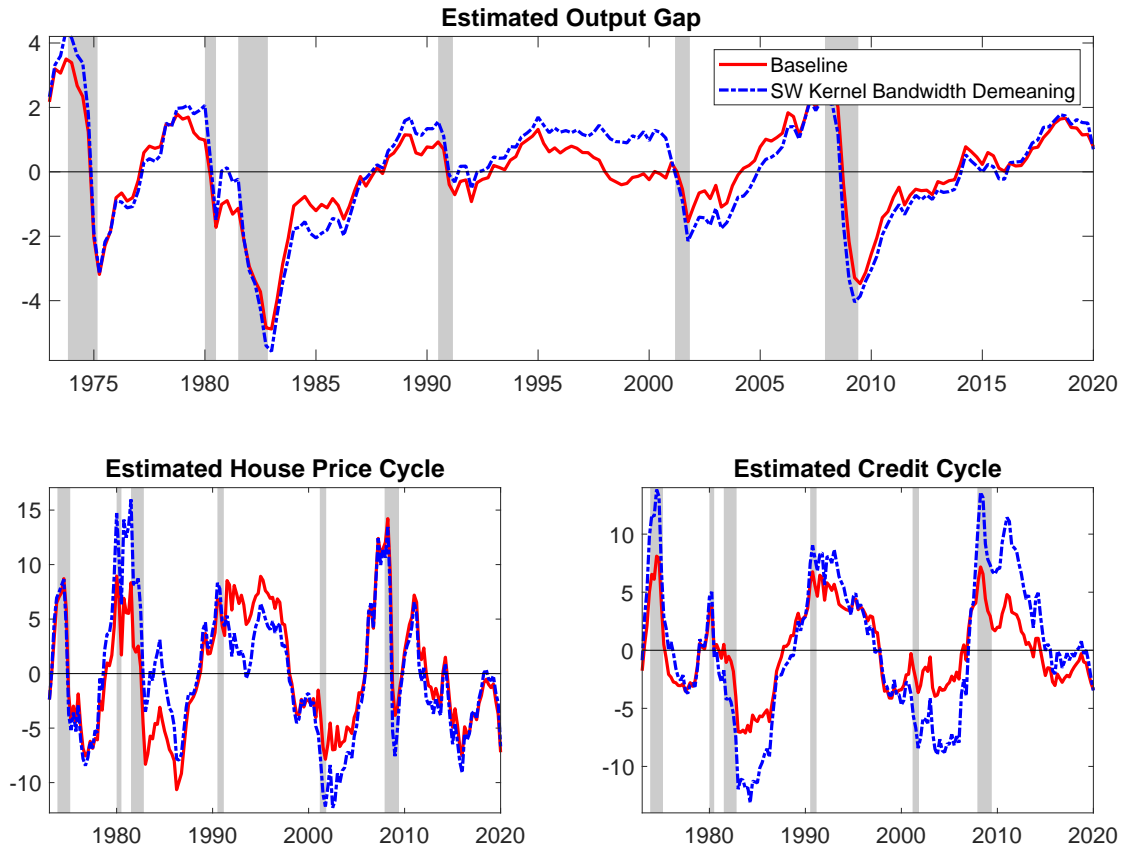 Estimated Output Gap
4
2
0
-2
-4
Baseline
SW Kernel Bandwidth Demeaning
1975 1980 1985 1990 1995 2000 2005 2010 2015 2020
Estimated House Price Cycle
15
10
5
0
-5
-10
1980 1990 2000 2010 2020
Estimated Credit Cycle
10
5
0
-5
-10
1980 1990 2000 2010 2020